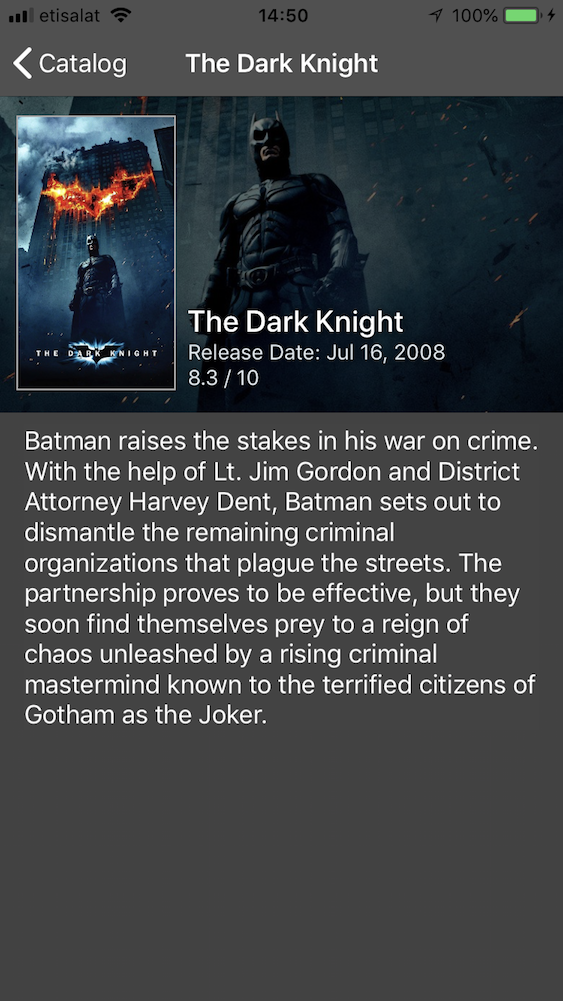 etisalat 14:50 100%
Catalog The Dark Knight
THE DARK KNIGHT
The Dark Knight
Release Date: Jul 16, 2008
8.3 / 10
Batman raises the stakes in his war on crime.
With the help of Lt. Jim Gordon and District
Attorney Harvey Dent, Batman sets out to
dismantle the remaining criminal
organizations that plague the streets. The
partnership proves to be effective, but they
soon find themselves prey to a reign of
chaos unleashed by a rising criminal
mastermind known to the terrified citizens of
Gotham as the Joker.